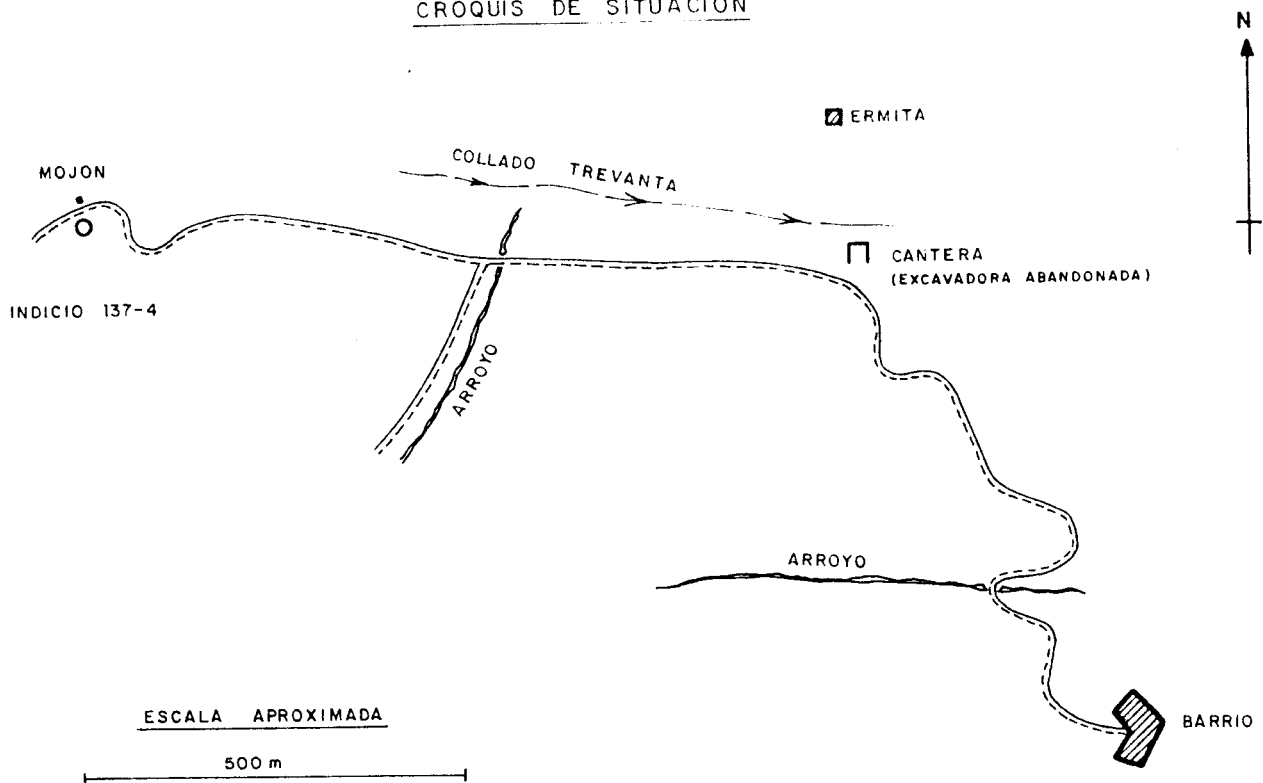 CROQUIS DE SITUACION
N
ERMITA
COLLADO TREVANTA
MOJON
CANTERA
(EXCAVADORA ABANDONADA)
INDICIO 137-4
ARROYO
ARROYO
BARRIO
ESCALA APROXIMADA
500 m